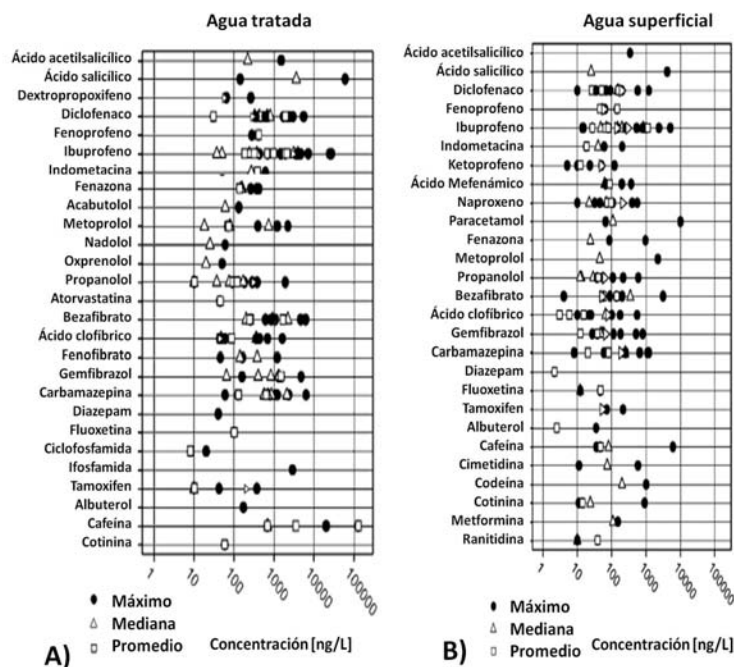 Agua tratada
Ácido acetilsalicílico
Ácido salicílico
Dextropropoxifeno
Diclofenaco
Fenoprofeno
Ibuprofeno
Indometacina
Fenazona
Acabutolol
Metoprolol
Nadolol
Oxprenolol
Propanolol
Atorvastatina
Bezafibrato
Ácido clofibrico
Fenofibrato
Gemfibrazol
Carbamazepina
Diazepam
Fluoxetina
Ciclofosfamida
Ifosfamida
Tamoxifen
Albuterol
Cafeína
Cotinina
1 10 100 1000 10000 100000
Máximo
Mediana
Promedio
Concentración [ng/L]
A)
Agua superficial
Ácido acetilsalicílico
Ácido salicílico
Diclofenaco
Fenoprofeno
Ibuprofeno
Indometacina
Ketoprofeno
Ácido Mefenámico
Naproxeno
Paracetamol
Fenazona
Metoprolol
Propanolol
Bezafibrato
Ácido clofíbrico
Gemfibrazol
Carbamazepina
Diazepam
Fluoxetina
Tamoxifen
Albuterol
Cafeína
Cimetidina
Codeína
Cotinina
Metformina
Ranitidina
1 10 100 1000 10000 100000
Máximo
Mediana
Promedio
Concentración [ng/L]
B)